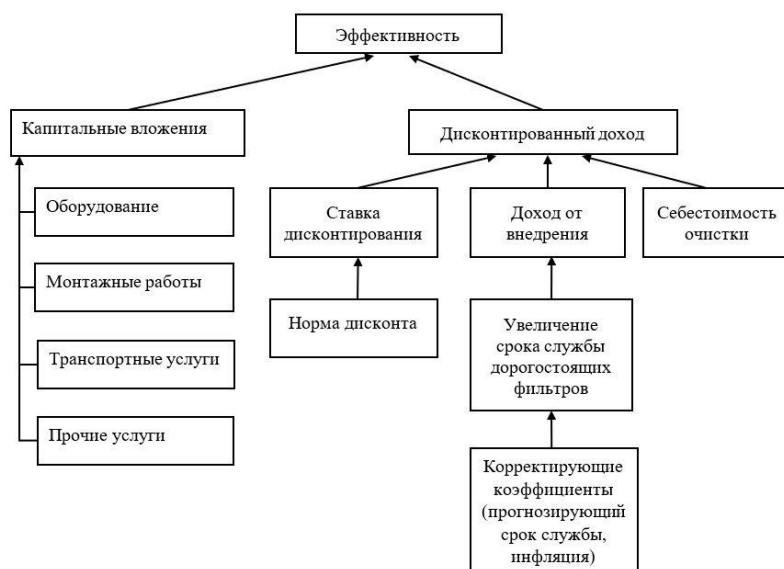 Эффективность
Капитальные вложения
Дисконтированный доход
Оборудование
Монтажные работы
Транспортные услуги
Прочие услуги
Ставка
дисконтирования
Норма дисконта
Доход от
внедрения
Увеличение
срока службы
дорогостоящих
фильтров
Корректирующие
коэффициенты
(прогнозирующий
срок службы,
инфляция)
Себестоимость
очистки